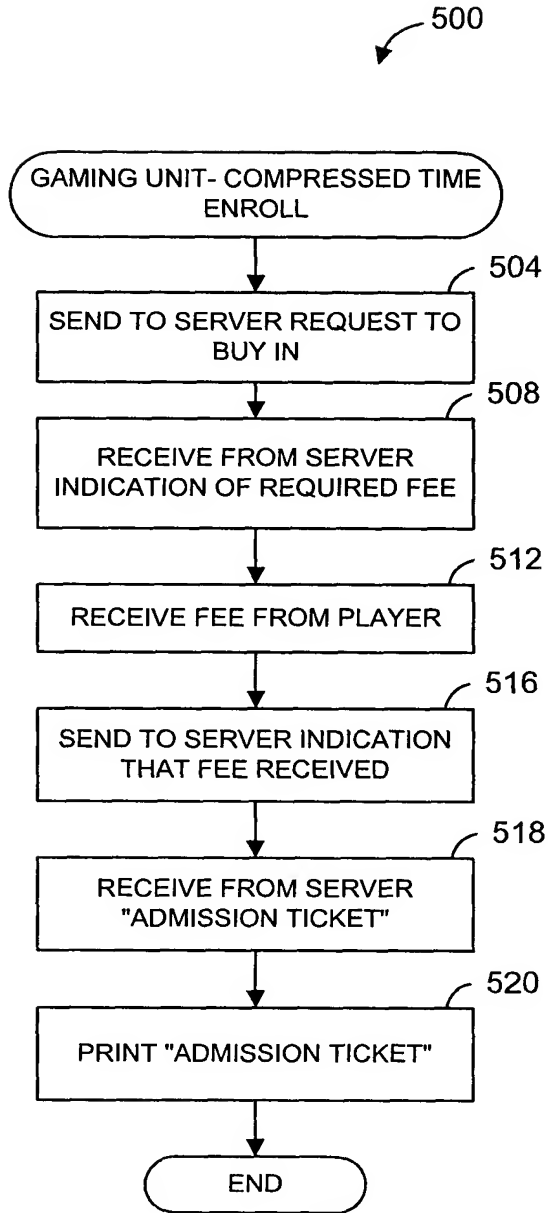 500
GAMING UNIT- COMPRESSED TIME
ENROLL
504
SEND TO SERVER REQUEST TO
BUY IN
508
RECEIVE FROM SERVER
INDICATION OF REQUIRED FEE
512
RECEIVE FEE FROM PLAYER
516
SEND TO SERVER INDICATION
THAT FEE RECEIVED
518
RECEIVE FROM SERVER
"ADMISSION TICKET"
520
PRINT "ADMISSION TICKET"
END